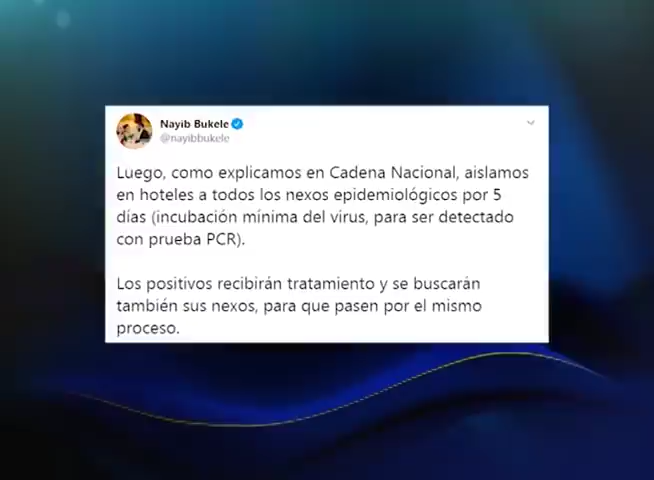 Nayib Bukele
@nayibbukele
Luego, como explicamos en Cadena Nacional, aislamos
en hoteles a todos los nexos epidemiológicos por 5
días (incubación mínima del virus, para ser detectado
con prueba PCR).
Los positivos recibirán tratamiento y se buscarán
también sus nexos, para que pasen por el mismo
proceso.